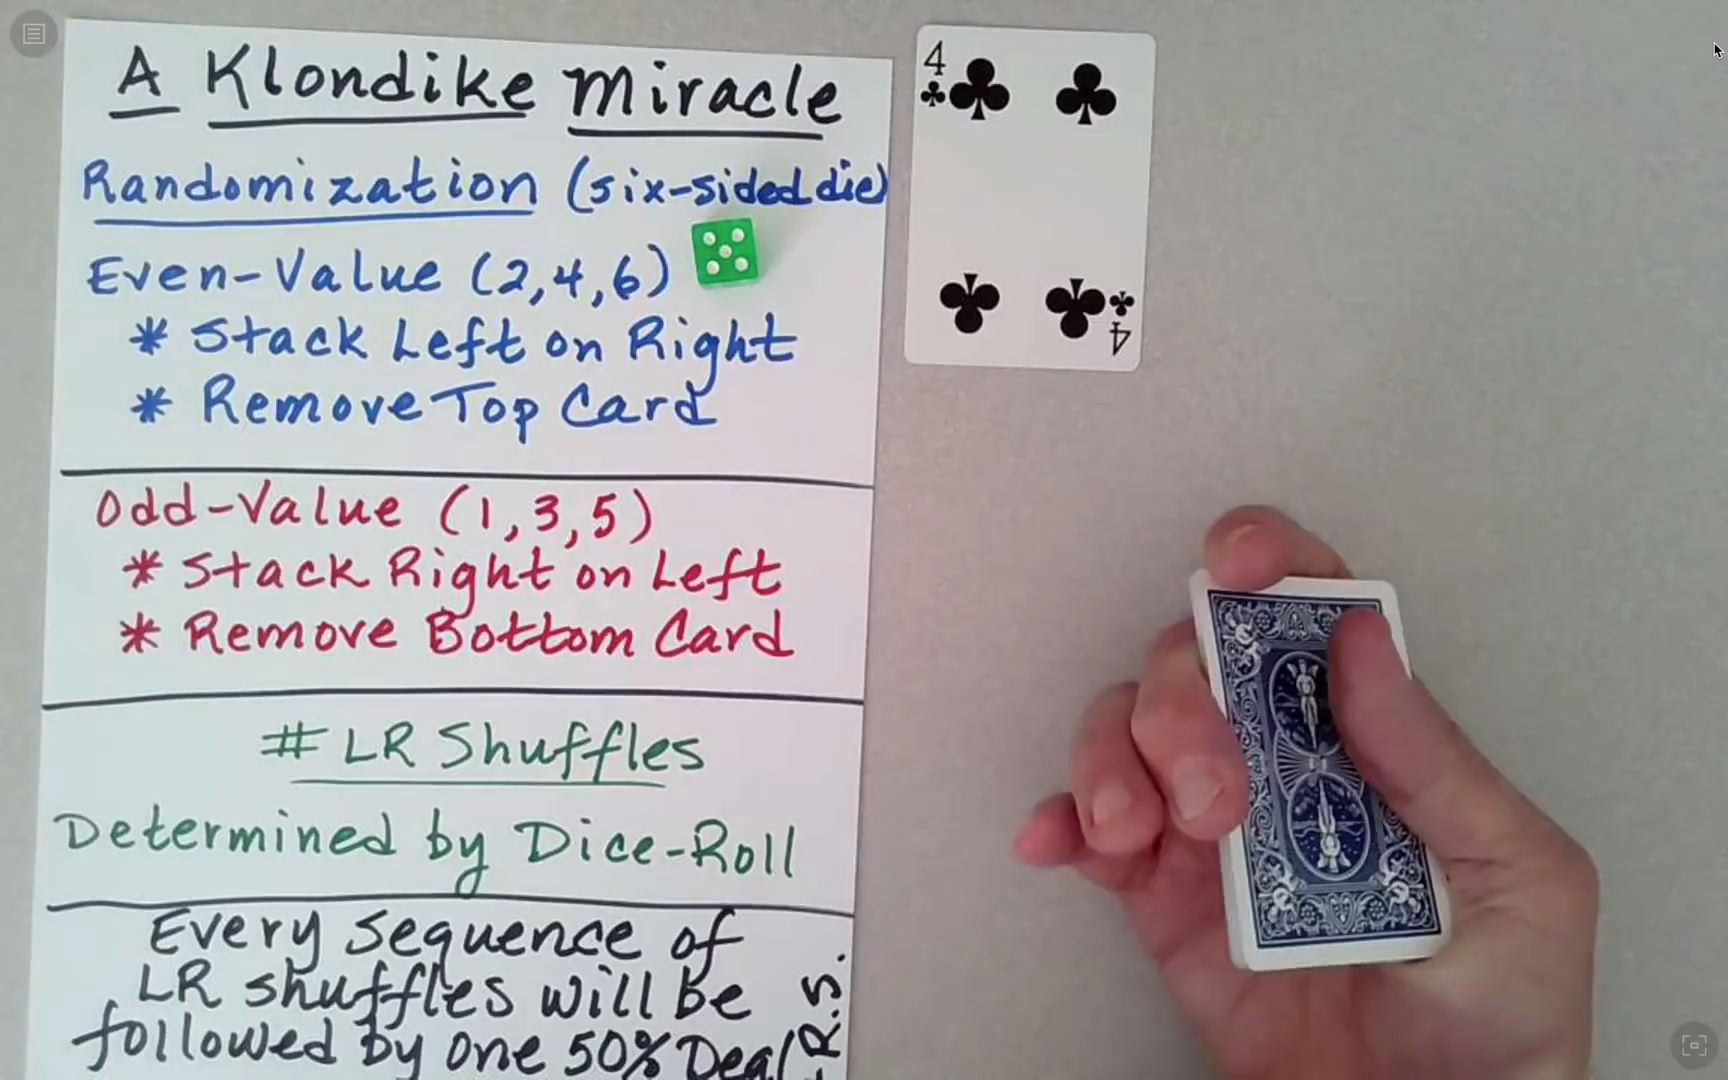 A Klondike Miracle
Randomization (six-sided die)
Even-Value (2,4,6)
* Stack Left on Right
* Remove Top Card
Odd-Value (1,3,5)
* Stack Right on Left
* Remove Bottom Card
# LR Shuffles
Determined by Dice-Roll
Every sequence of
LR shuffles will be
followed by one 50% Deal
-R.S.
4
4